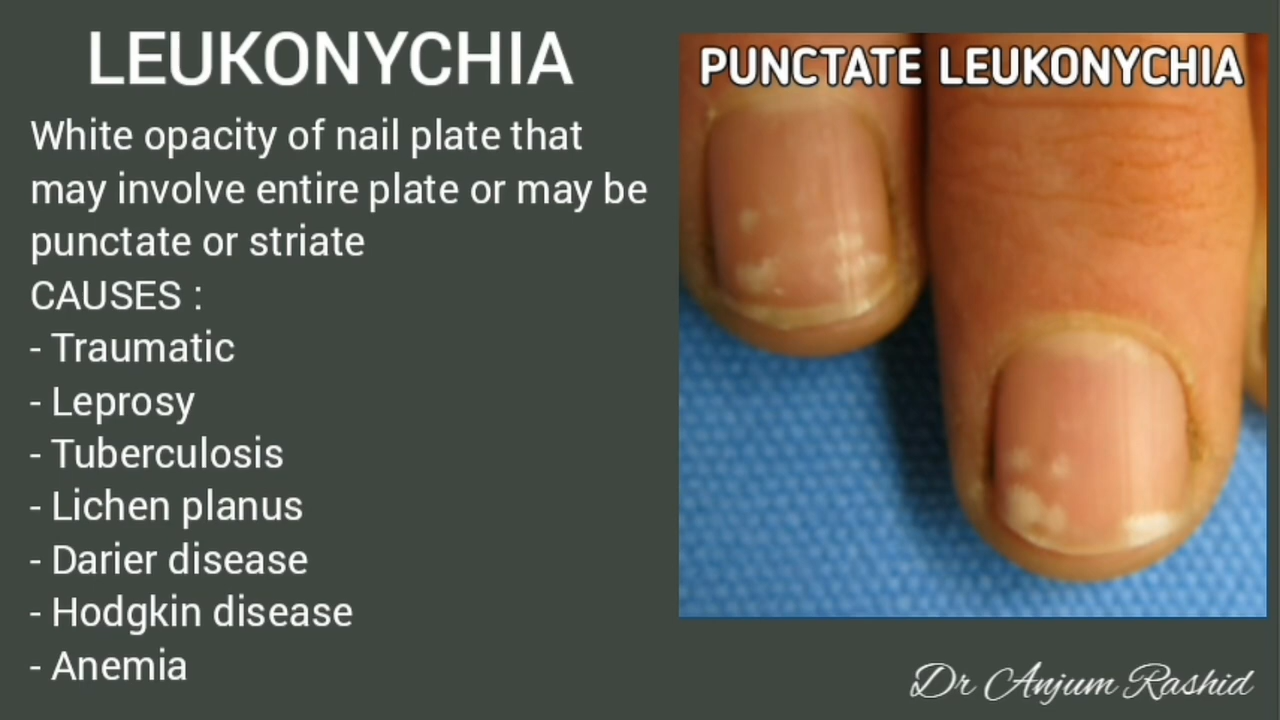 LEUKONYCHIA
White opacity of nail plate that
may involve entire plate or may be
punctate or striate
CAUSES :
- Traumatic
- Leprosy
- Tuberculosis
- Lichen planus
- Darier disease
- Hodgkin disease
- Anemia
PUNCTATE LEUKONYCHIA
Dr Anjum Rashid